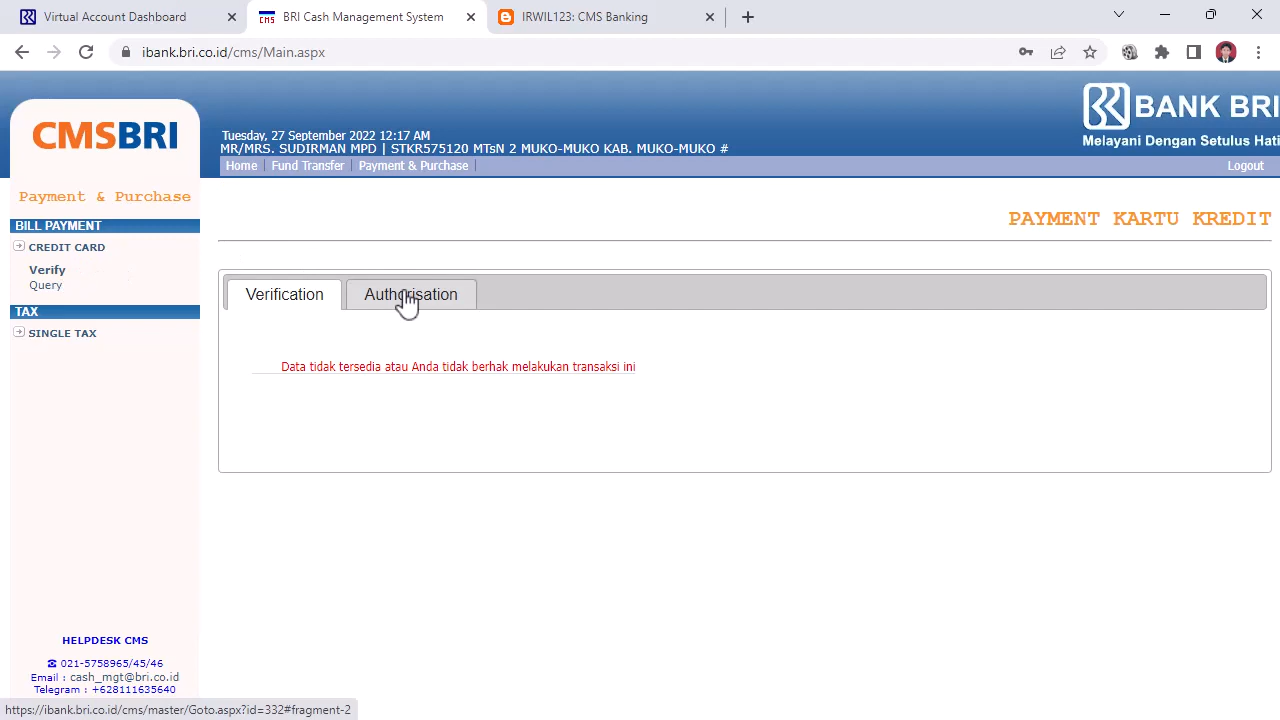 Virtual Account Dashboard
BRI Cash Management System
IRWIL123: CMS Banking
ibank.bri.co.id/cms/Main.aspx
CMSBRI
Tuesday, 27 September 2022 12:17 AM
MR/MRS. SUDIRMAN MPD | STKR575120 MTsN 2 MUKO-MUKO KAB. MUKO-MUKO #
BANK BRI
Melayani Dengan Setulus Hati
Home | Fund Transfer | Payment & Purchase |
Logout
Payment & Purchase
BILL PAYMENT
CREDIT CARD
Verify
Query
TAX
SINGLE TAX
PAYMENT KARTU KREDIT
Verification
Authorisation
Data tidak tersedia atau Anda tidak berhak melakukan transaksi ini
HELPDESK CMS
☎ 021-5758965/45/46
Email : cash_mgt@bri.co.id
Telegram : +628111635640
https://ibank.bri.co.id/cms/master/Goto.aspx?id=332#fragment-2